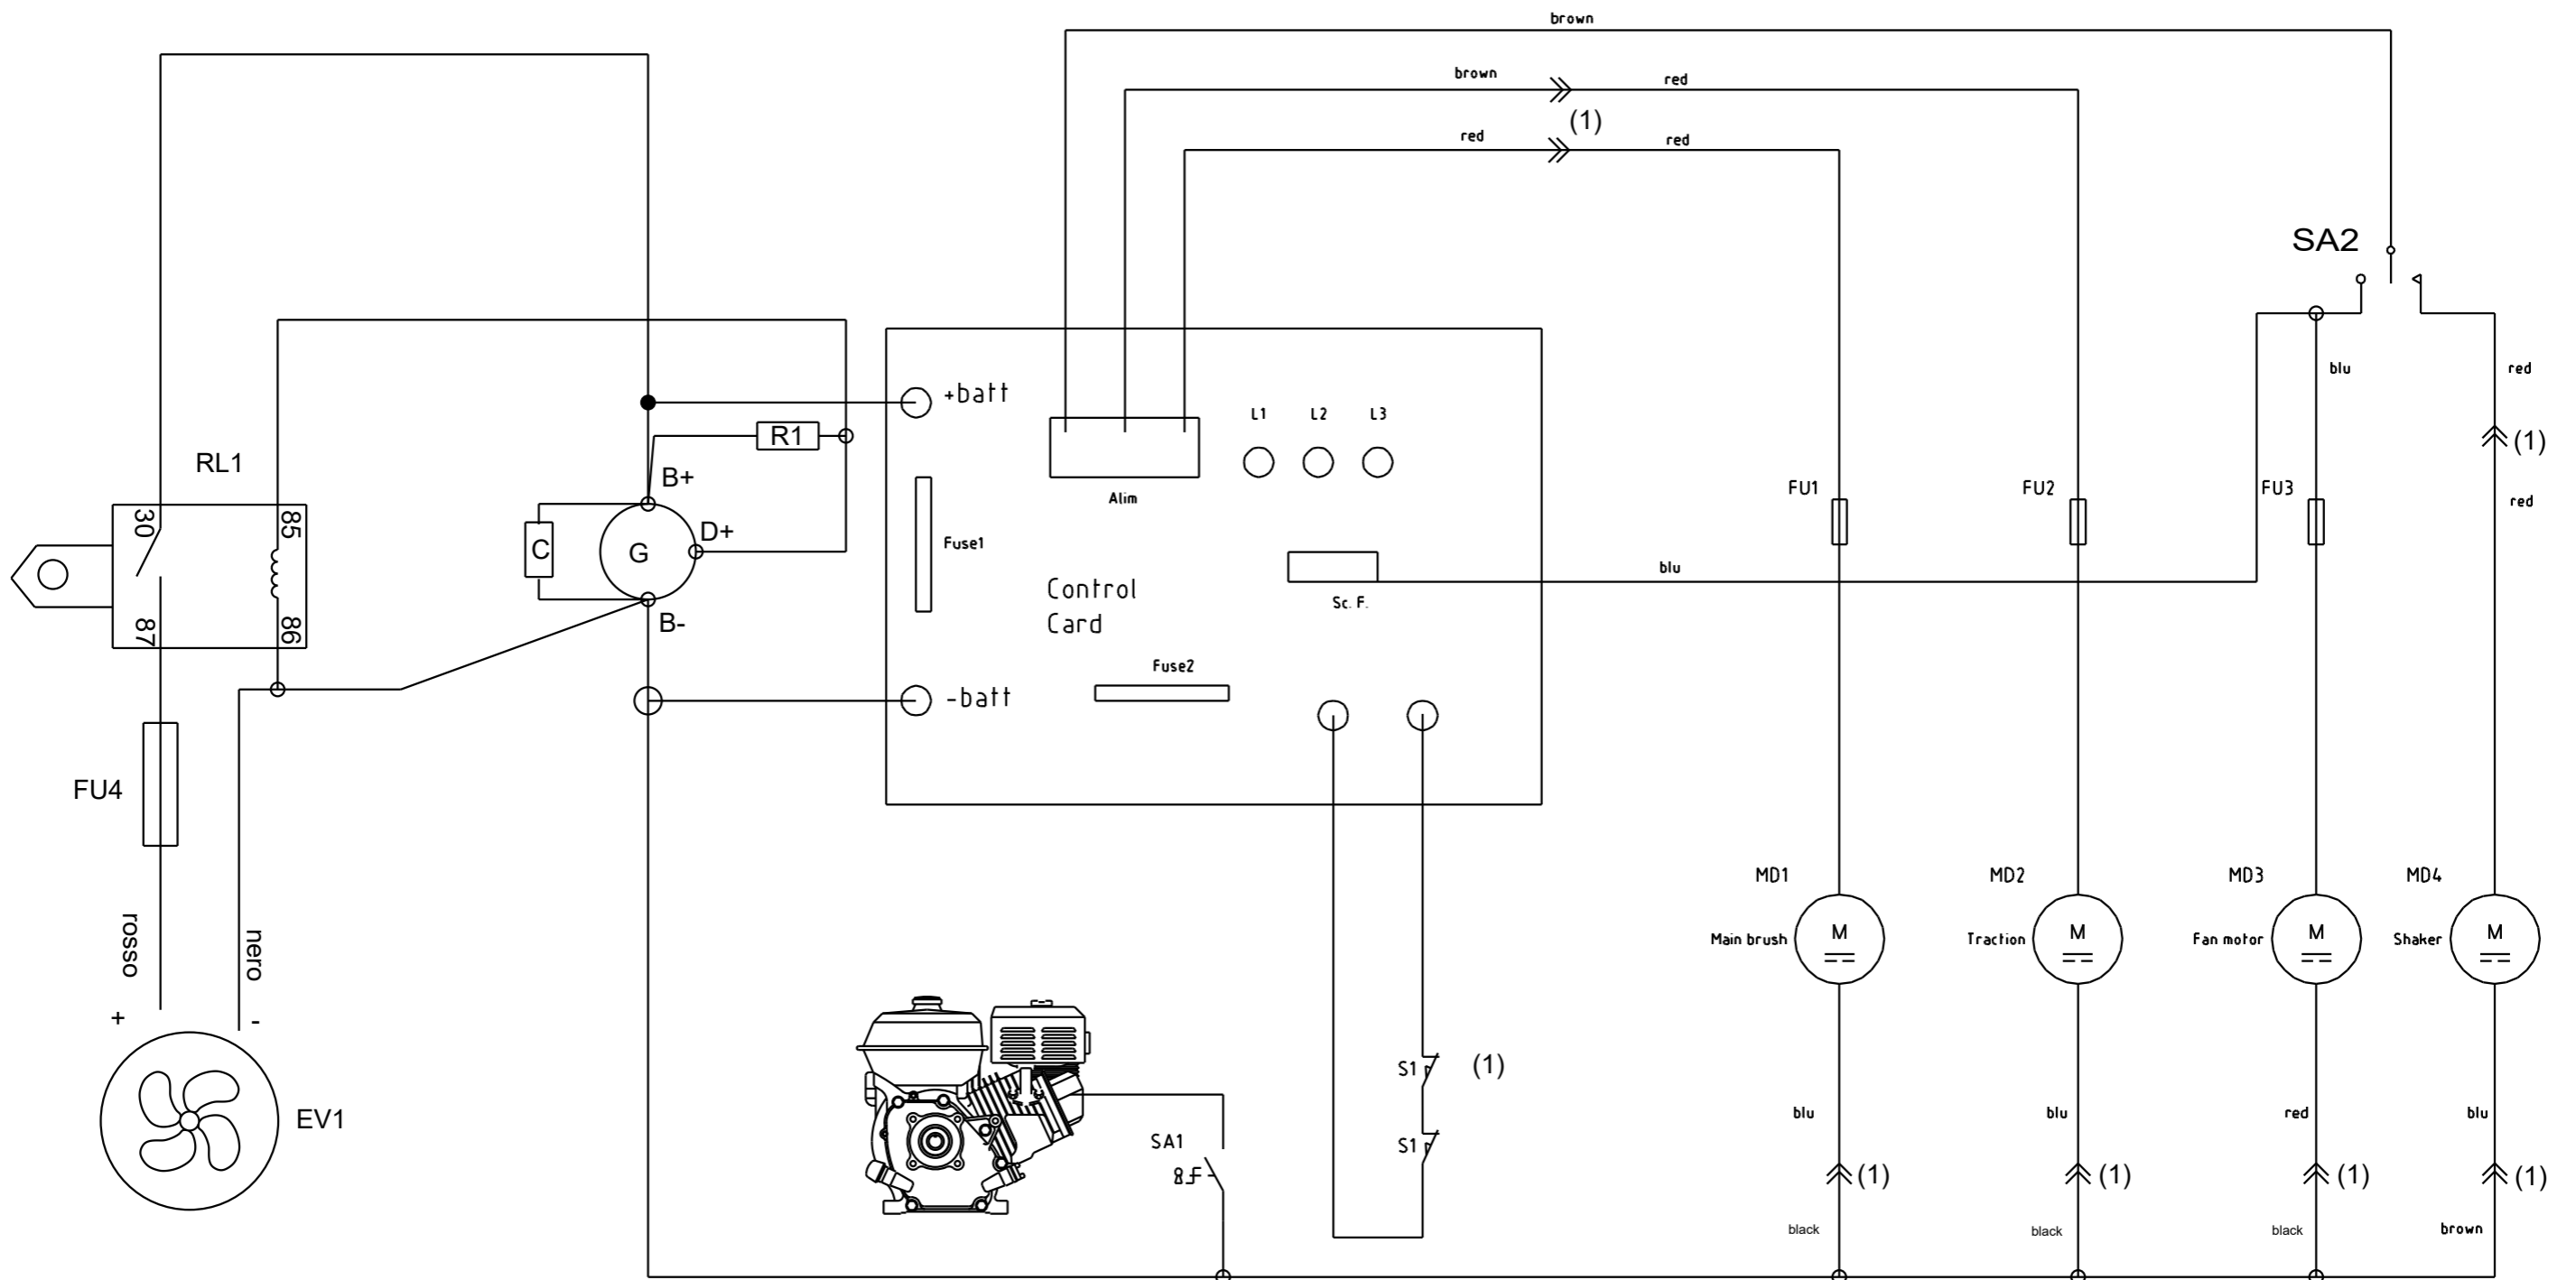 brown
brown
red
(1)
red
red
SA2
blu
red
+batt
L1
L2
L3
R1
(1)
RL1
B+
FU1
FU2
FU3
red
Alim
30
85
D+
C
G
Fuse1
blu
Control
Card
Sc. F.
87
86
B-
Fuse2
-batt
FU4
MD1
MD2
MD3
MD4
rosso
nero
Main brush
M
Traction
M
Fan motor
M
Shaker
M
+
-
S1
(1)
EV1
blu
blu
red
blu
SA1
S1
(1)
(1)
(1)
(1)
black
black
black
brown